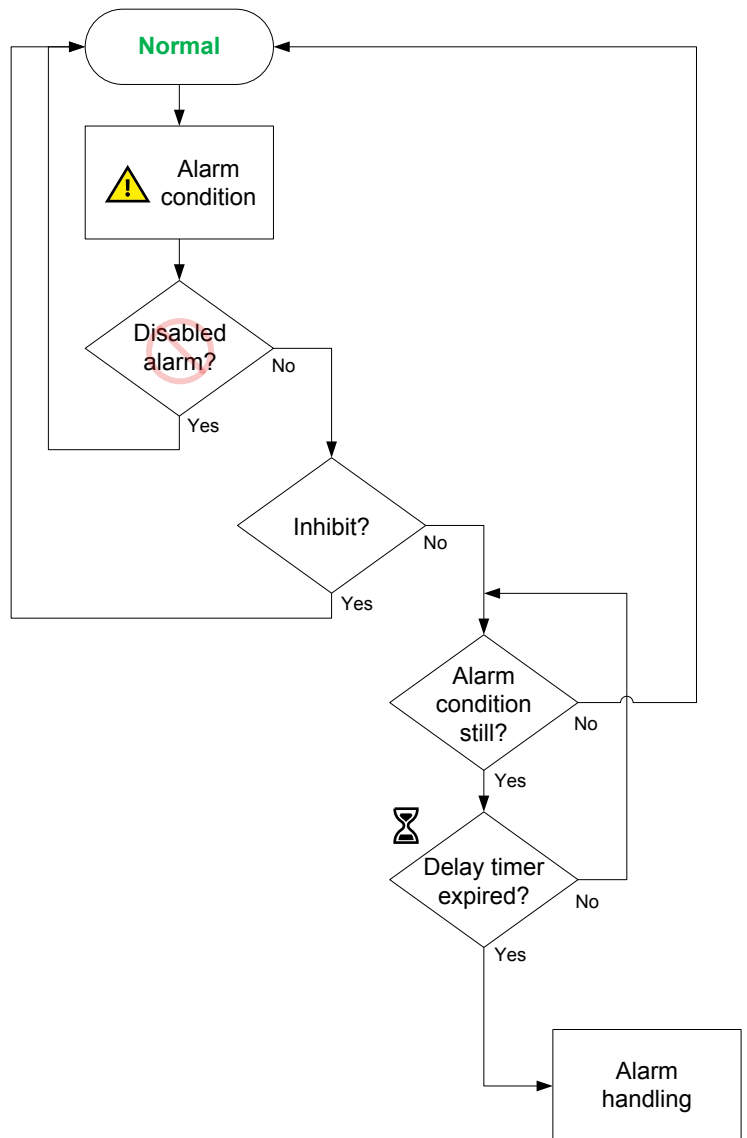 Normal
Alarm
condition
Disabled
alarm?
No
Yes
Inhibit?
No
Yes
Alarm
condition
still?
No
Yes
Delay timer
expired?
No
Yes
Alarm
handling